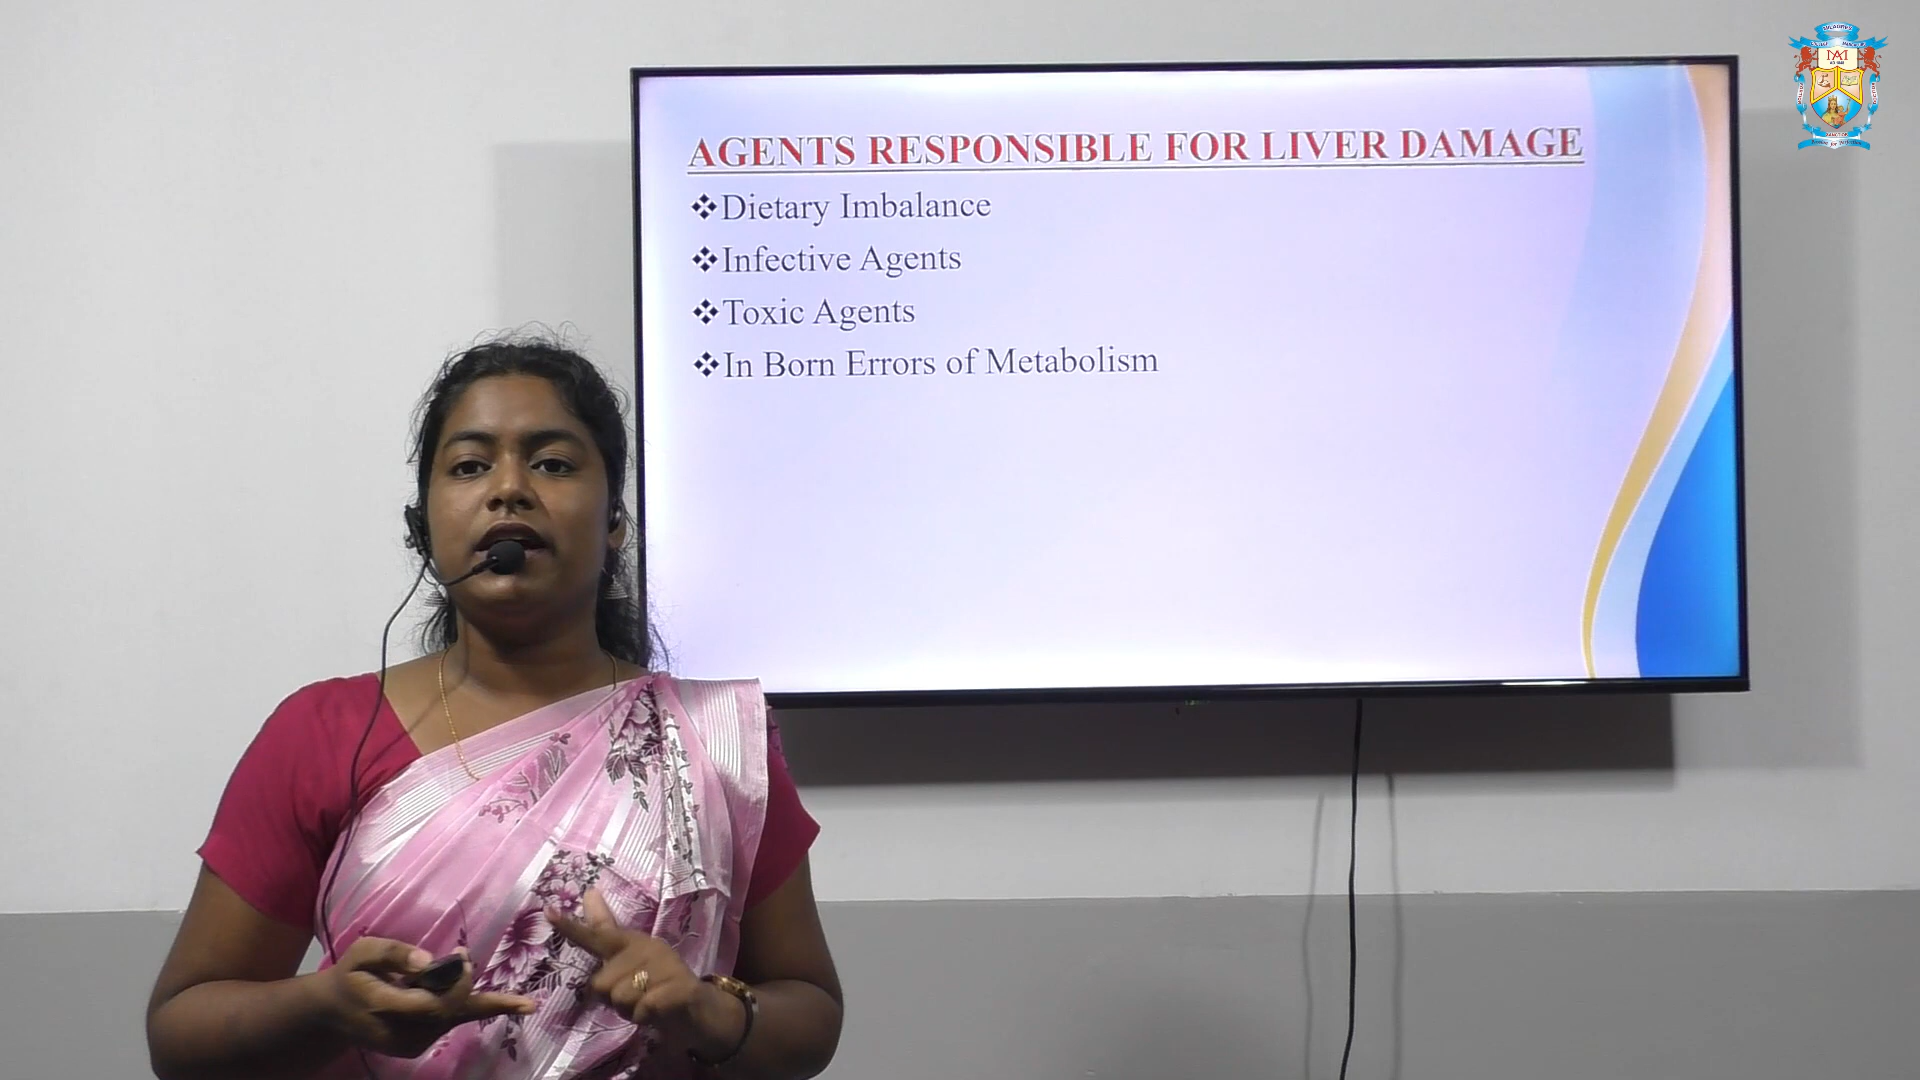 AGENTS RESPONSIBLE FOR LIVER DAMAGE
❖Dietary Imbalance
❖Infective Agents
❖Toxic Agents
❖In Born Errors of Metabolism